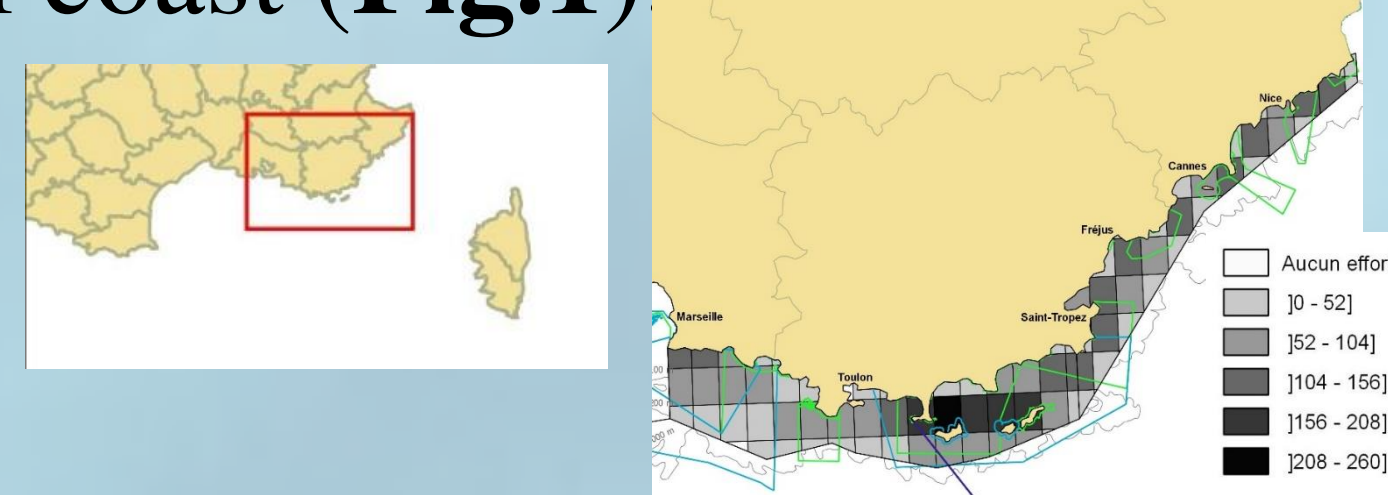 coast (Fig.1)
Nice
Cannes
Fréjus
Saint-Tropez
Marseille
Toulon
Aucun effor
]0 - 52]
]52 - 104]
]104 - 156]
]156 - 208]
]208 - 260]